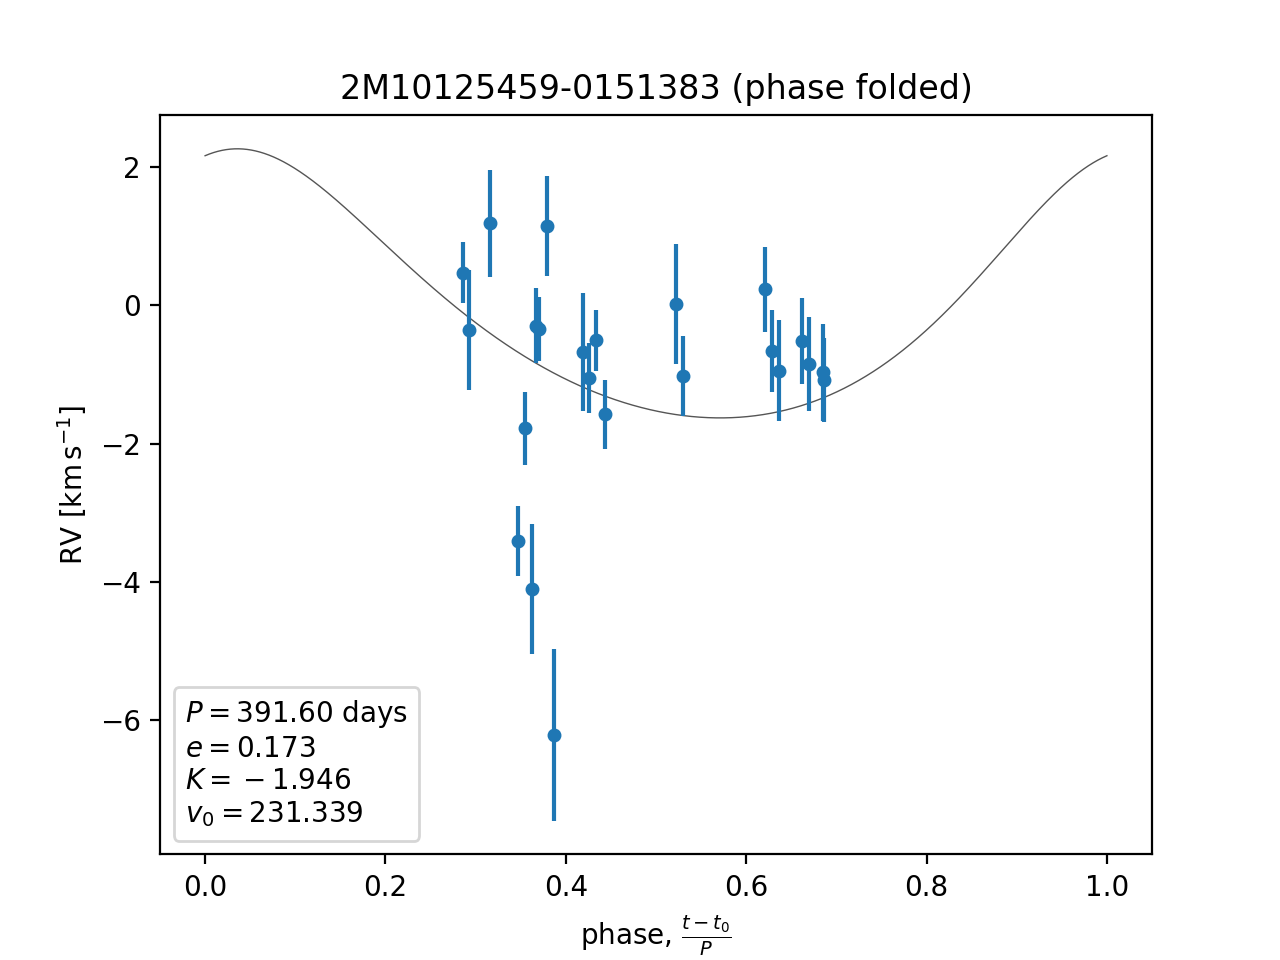 2M10125459-0151383 (phase folded)
RV [km s⁻¹]
2
0
−2
−4
−6
P = 391.60 days
e = 0.173
K = −1.946
v₀ = 231.339
0.0 0.2 0.4 0.6 0.8 1.0
phase, (t − t₀)/P